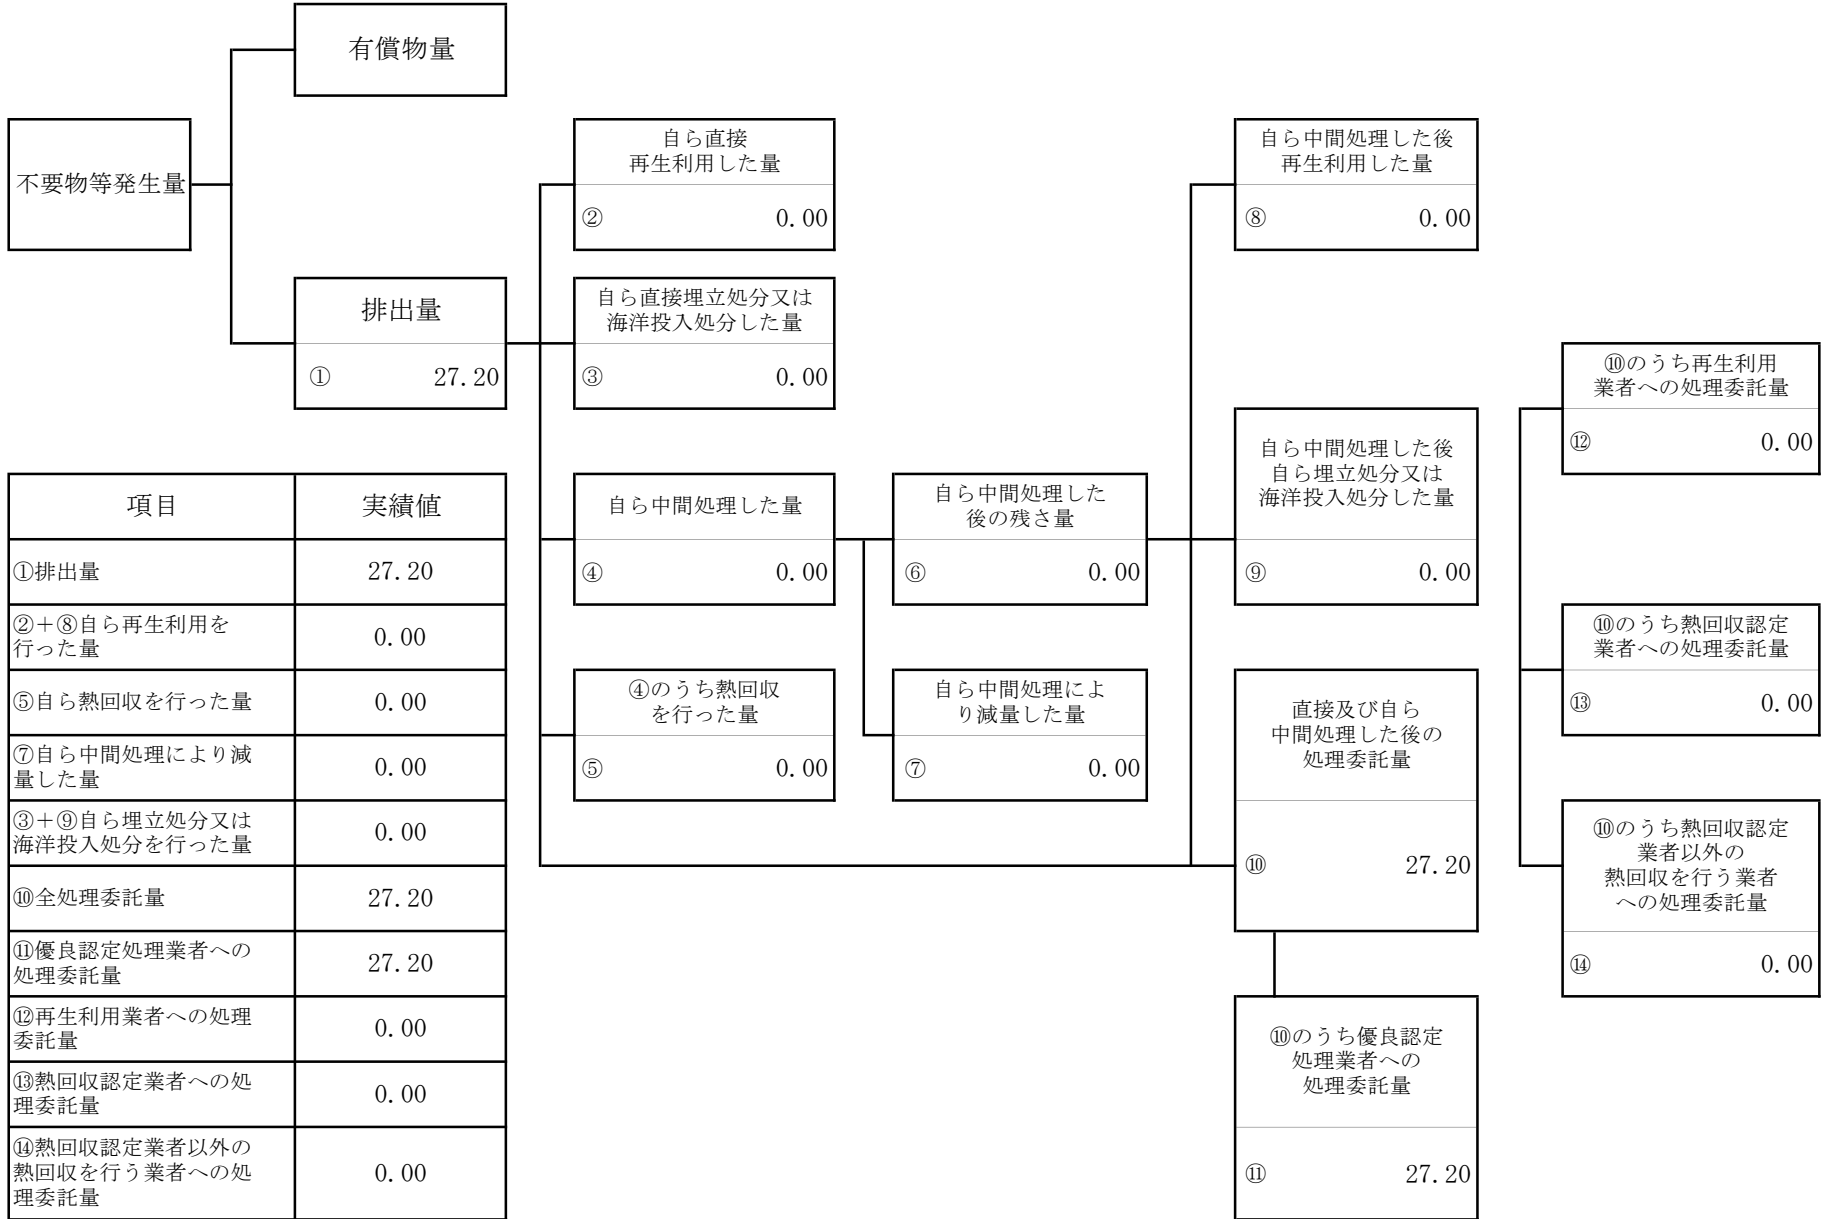 有償物量
不要物等発生量
排出量
① 27.20
自ら直接
再生利用した量
② 0.00
自ら直接埋立処分又は
海洋投入処分した量
③ 0.00
自ら中間処理した量
④ 0.00
④のうち熱回収
を行った量
⑤ 0.00
自ら中間処理した
後の残さ量
⑥ 0.00
自ら中間処理によ
り減量した量
⑦ 0.00
自ら中間処理した後
再生利用した量
⑧ 0.00
自ら中間処理した後
自ら埋立処分又は
海洋投入処分した量
⑨ 0.00
直接及び自ら
中間処理した後の
処理委託量
⑩ 27.20
⑩のうち優良認定
処理業者への
処理委託量
⑪ 27.20
⑩のうち再生利用
業者への処理委託量
⑫ 0.00
⑩のうち熱回収認定
業者への処理委託量
⑬ 0.00
⑩のうち熱回収認定
業者以外の
熱回収を行う業者
への処理委託量
⑭ 0.00
項目 実績値
①排出量 27.20
②＋⑧自ら再生利用を
行った量 0.00
⑤自ら熱回収を行った量 0.00
⑦自ら中間処理により減
量した量 0.00
③＋⑨自ら埋立処分又は
海洋投入処分を行った量 0.00
⑩全処理委託量 27.20
⑪優良認定処理業者への
処理委託量 27.20
⑫再生利用業者への処理
委託量 0.00
⑬熱回収認定業者への処
理委託量 0.00
⑭熱回収認定業者以外の
熱回収を行う業者への処
理委託量 0.00